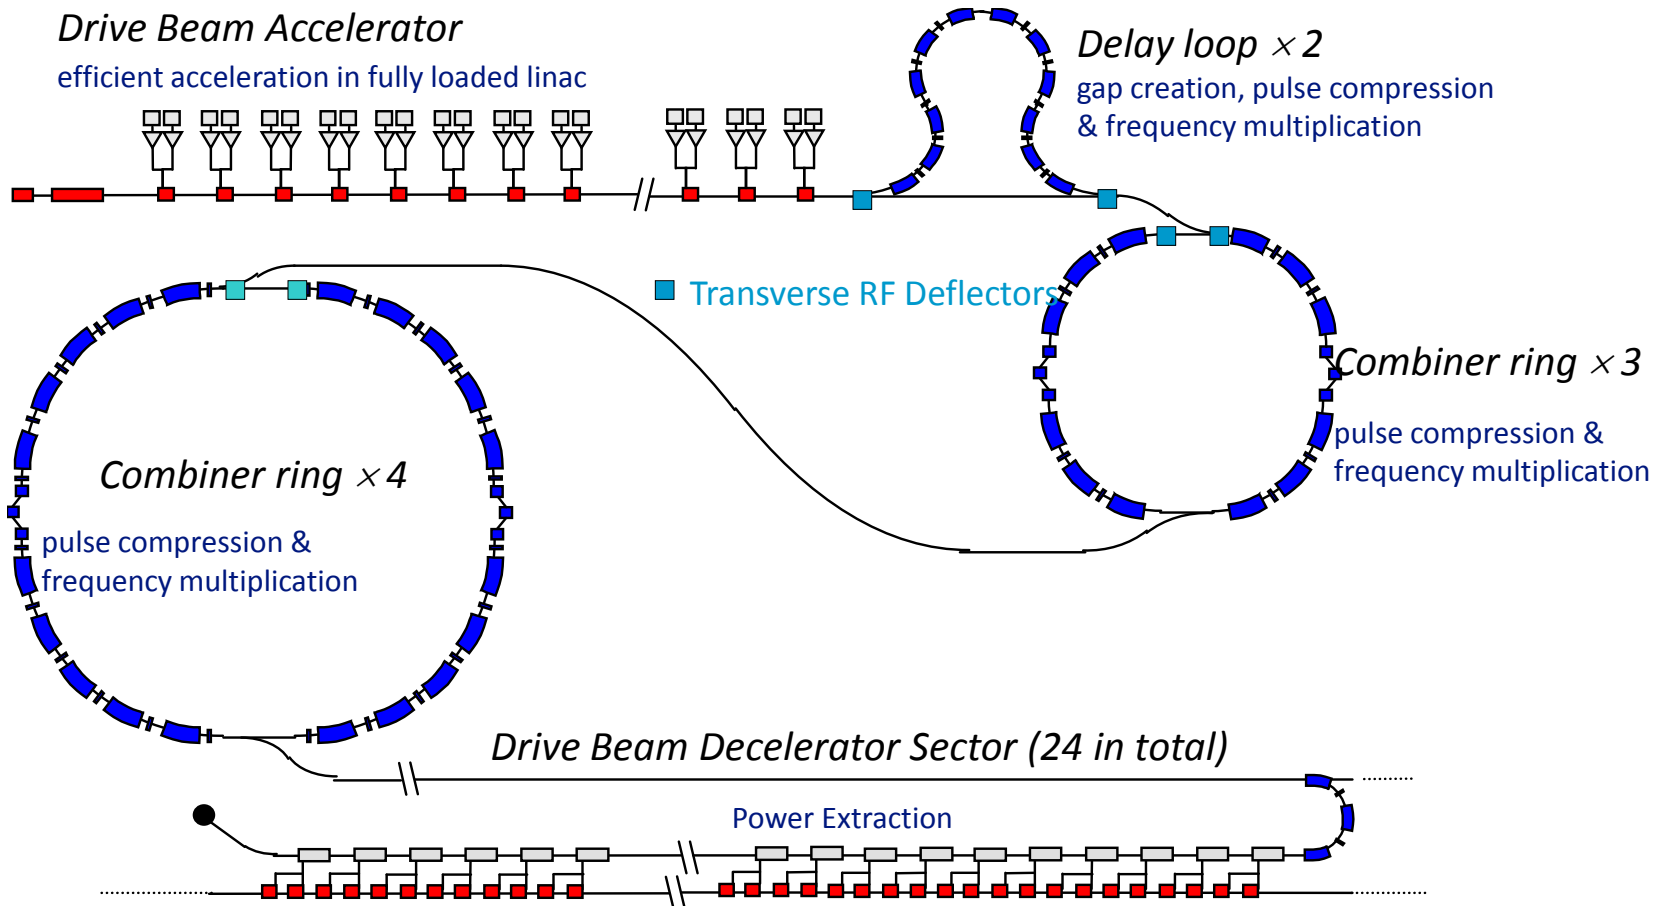 Drive Beam Accelerator
efficient acceleration in fully loaded linac
Delay loop × 2
gap creation, pulse compression
& frequency multiplication
Transverse RF Deflectors
Combiner ring × 3
pulse compression &
frequency multiplication
Combiner ring × 4
pulse compression &
frequency multiplication
Drive Beam Decelerator Sector (24 in total)
Power Extraction